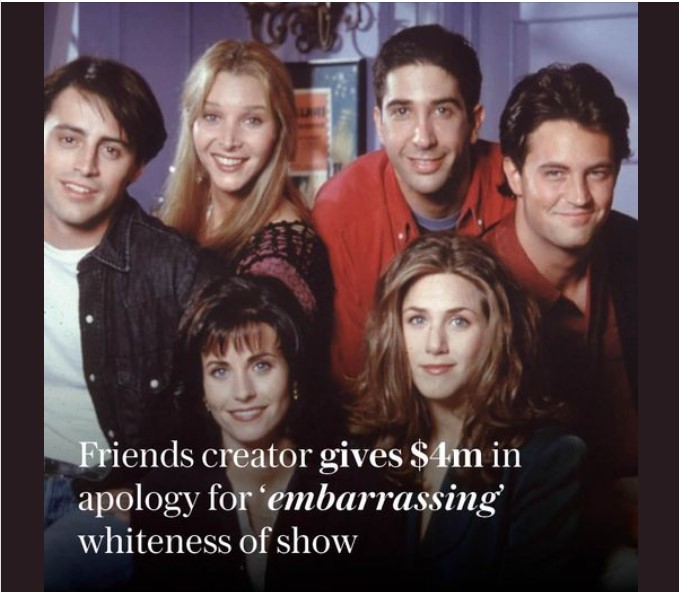 Friends creator gives $4m in
apology for ‘embarrassing’
whiteness of show